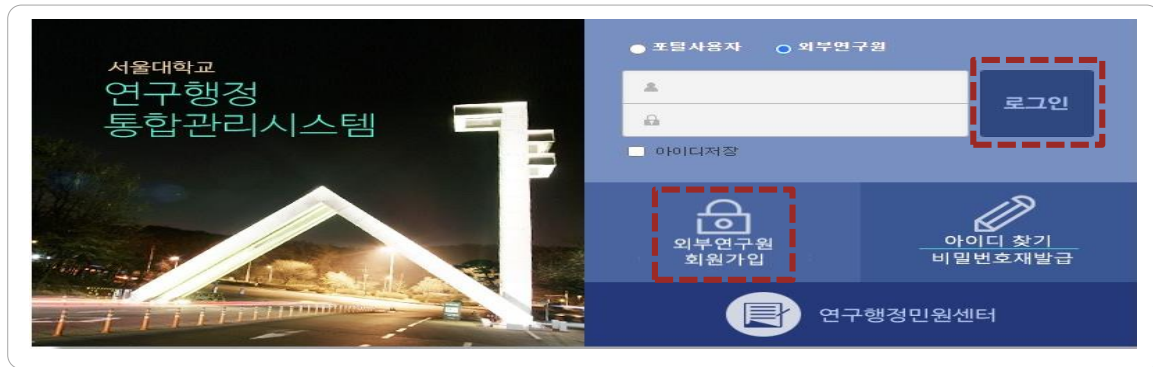 서울대학교
연구행정
통합관리시스템
포털사용자 외부연구원
로그인
아이디저장
외부연구원
회원가입
아이디 찾기
비밀번호재발급
연구행정민원센터